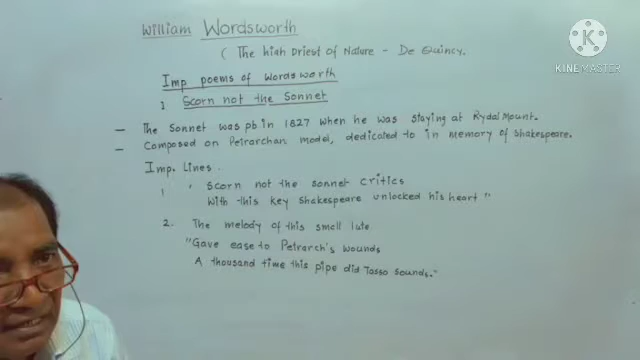 William Wordsworth
( The high Priest of Nature - De Quincy.
Imp poems of Wordsworth
1 Scorn not the Sonnet
- The Sonnet was pb in 1827 when he was staying at Rydal Mount.
- Composed on Petrarchan model, dedicated to in memory of Shakespeare.
Imp. Lines.
1 " Scorn not the sonnet critics
With this key Shakespeare unlocked his heart "
2. The melody of this small lute
"Gave ease to Petrarch's wounds
A thousand time this pipe did Tasso sounds."
K
KINEMASTER